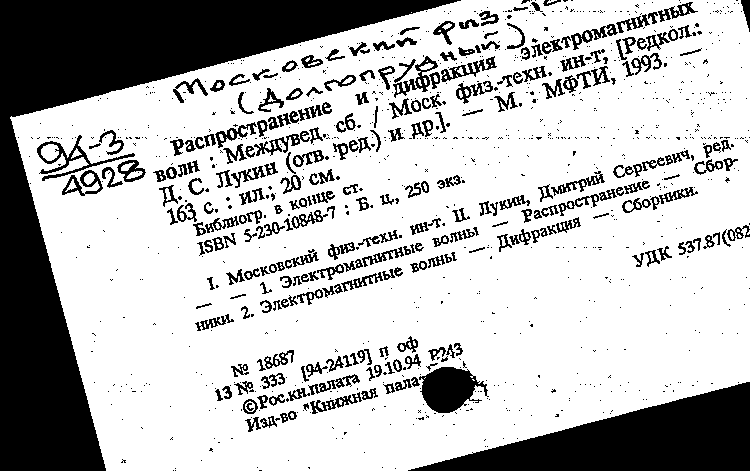 Московский физ.-
(Долгопрудный).
94-3
4928
Распространение и дифракция электромагнитных
волн : Междувед. сб. / Моск. физ.-техн. ин-т; [Редкол.:
Д. С. Лукин (отв. ред.) и др.]. — М. : МФТИ, 1993. —
163 с. : ил.; 20 см.
Библиогр. в конце ст.
ISBN 5-230-10848-7 : Б. ц., 250 экз.
I. Московский физ.-техн. ин-т. II. Лукин, Дмитрий Сергеевич, ред.
— — 1. Электромагнитные волны — Распространение — Сбор-
ники. 2. Электромагнитные волны — Дифракция — Сборники.
УДК 537.87(082
№ 18687
13 № 333 [94-24119] п оф
©Рос.кн.палата 19.10.94 Р243
Изд-во "Книжная пала